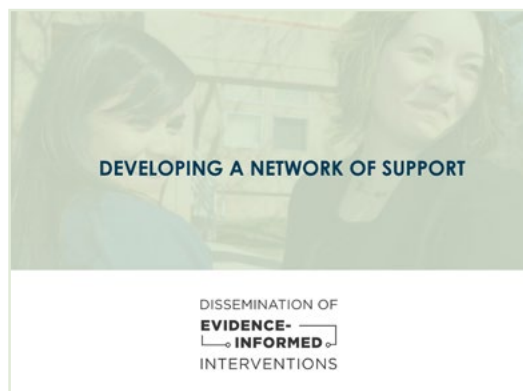 DEVELOPING A NETWORK OF SUPPORT
DISSEMINATION OF
EVIDENCE-
INFORMED
INTERVENTIONS